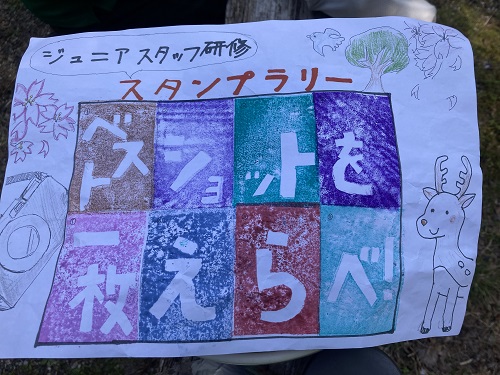 ジュニアスタッフ研修
スタンプラリー
ベストショットを
一枚えらべ!